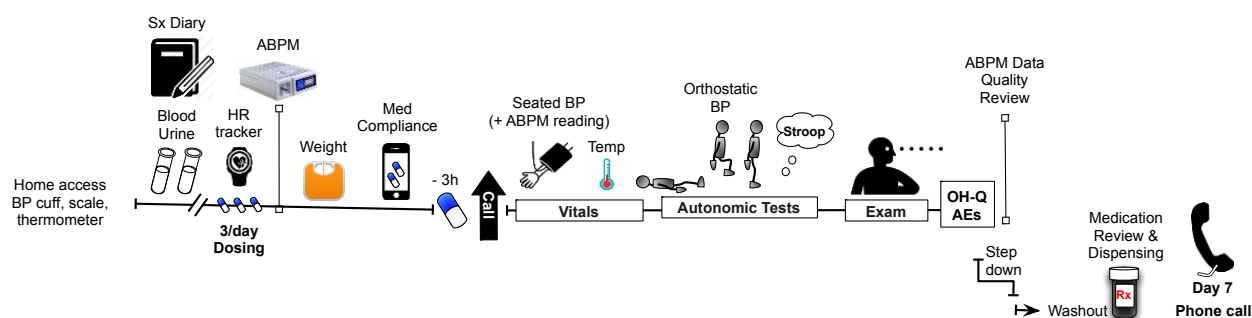 Sx Diary
ABPM
Blood
Urine
HR
tracker
Home access
BP cuff, scale,
thermometer
3/day
Dosing
Weight
Med
Compliance
- 3h
Call
Seated BP
(+ ABPM reading)
Temp
Vitals
Orthostatic
BP
Stroop
Autonomic Tests
Exam
OH-Q
AEs
ABPM Data
Quality
Review
Step
down
Washout
Medication
Review &
Dispensing
Rx
Day 7
Phone call